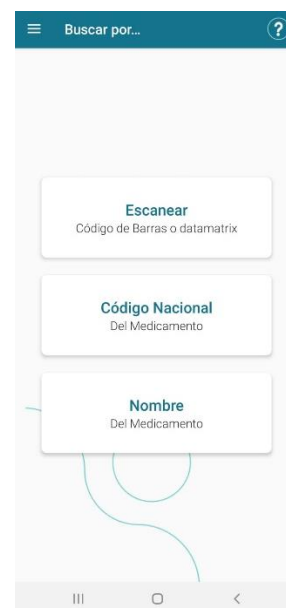 Buscar por...
?
Escanear
Código de Barras o datamatrix
Código Nacional
Del Medicamento
Nombre
Del Medicamento